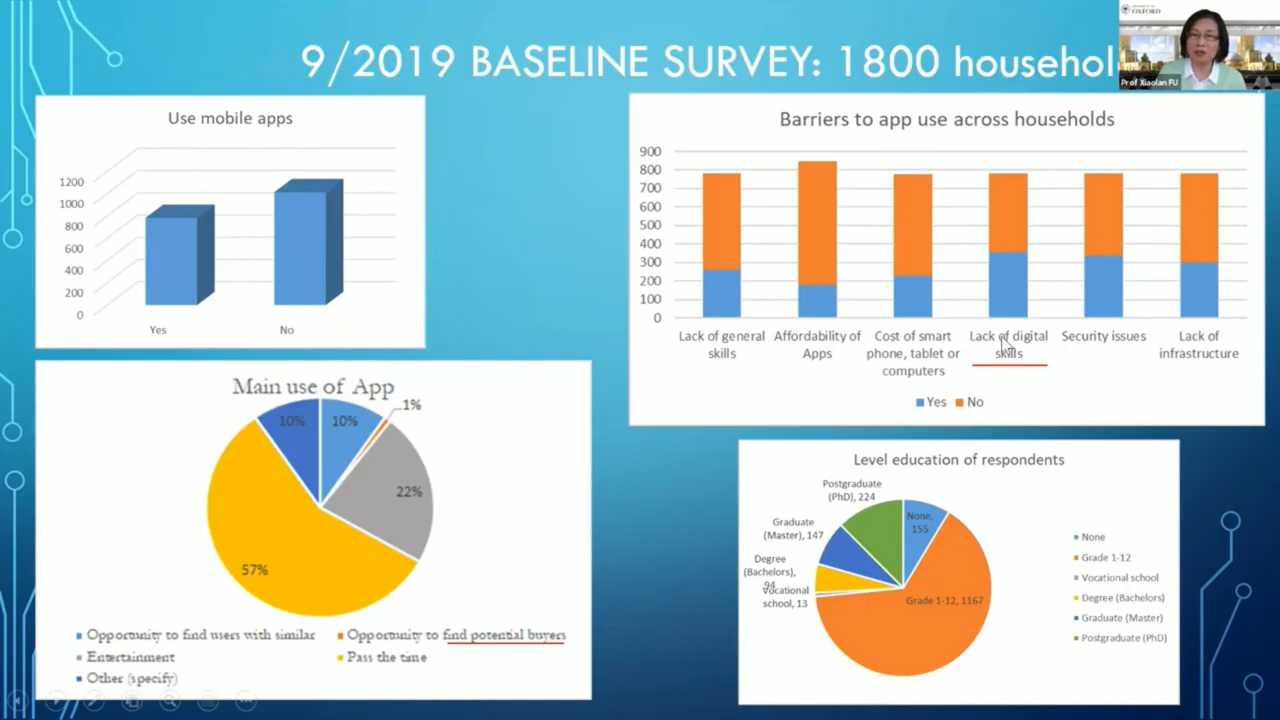 9/2019 BASELINE SURVEY: 1800 househol
UNIVERSITY OF
OXFORD
Prof Xiaolan FU
Use mobile apps
1200
1000
800
600
400
200
0
Yes
No
Barriers to app use across households
900
800
700
600
500
400
300
200
100
0
Lack of general
skills
Affordability of
Apps
Cost of smart
phone, tablet or
computers
Lack of digital
skills
Security issues
Lack of
infrastructure
Yes
No
Main use of App
10%
10%
1%
22%
57%
Opportunity to find users with similar
Opportunity to find potential buyers
Entertainment
Pass the time
Other (specify)
Level education of respondents
Postgraduate
(PhD), 224
None,
155
Graduate
(Master), 147
Degree
(Bachelors),
94
Vocational
school, 13
Grade 1-12, 1167
None
Grade 1-12
Vocational school
Degree (Bachelors)
Graduate (Master)
Postgraduate (PhD)